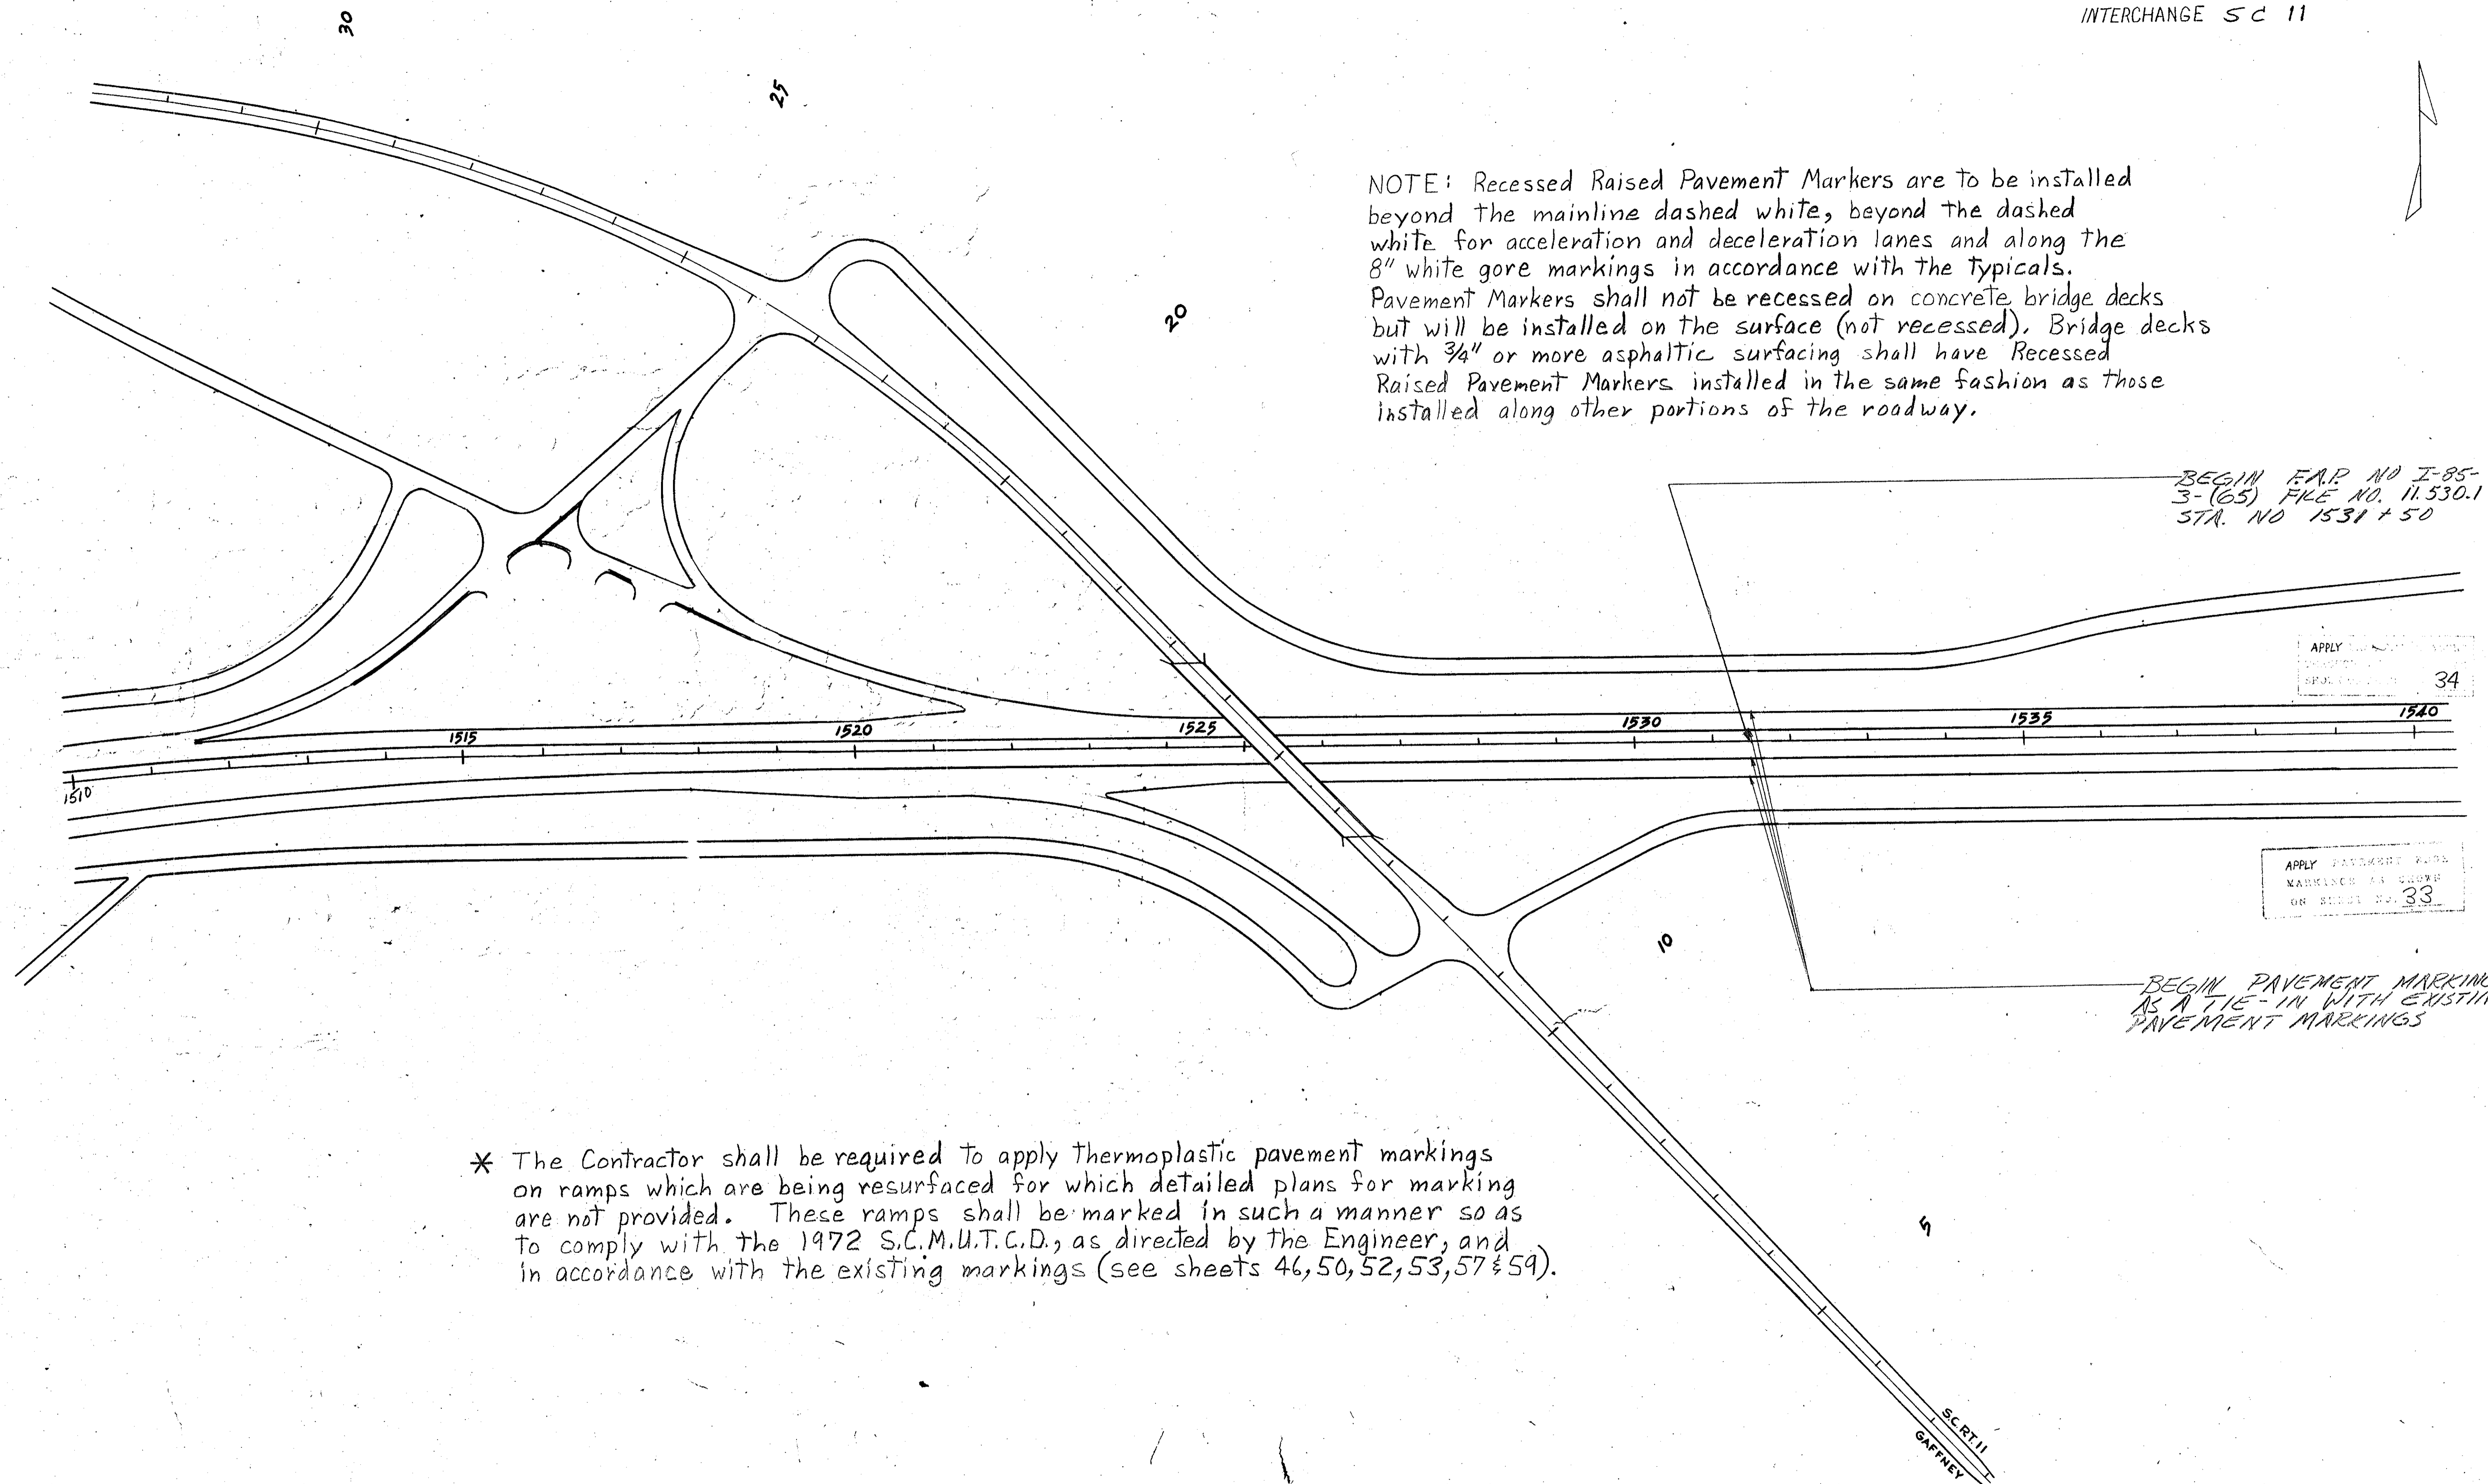 INTERCHANGE SC 11
30
25
20
NOTE: Recessed Raised Pavement Markers are to be installed
beyond the mainline dashed white, beyond the dashed
white for acceleration and deceleration lanes and along the
8" white gore markings in accordance with the typicals.
Pavement Markers shall not be recessed on concrete bridge decks
but will be installed on the surface (not recessed). Bridge decks
with 3/4" or more asphaltic surfacing shall have Recessed
Raised Pavement Markers installed in the same fashion as those
installed along other portions of the roadway.
BEGIN F.A.P. NO I-85-
3-(65) FILE NO. 11.530.1
STA. NO 1531 + 50
APPLY
34
1510
1515
1520
1525
1530
1535
1540
APPLY PAVEMENT
MARKINGS AS SHOWN
ON SHEET NO. 33
10
BEGIN PAVEMENT MARKIN
AS A TIE-IN WITH EXISTI
PAVEMENT MARKINGS
* The Contractor shall be required to apply thermoplastic pavement markings
on ramps which are being resurfaced for which detailed plans for marking
are not provided. These ramps shall be marked in such a manner so as
to comply with the 1972 S.C.M.U.T.C.D., as directed by the Engineer, and
in accordance with the existing markings (see sheets 46,50,52,53,57 & 59).
5
S.C.RT.11
GAFFNEY